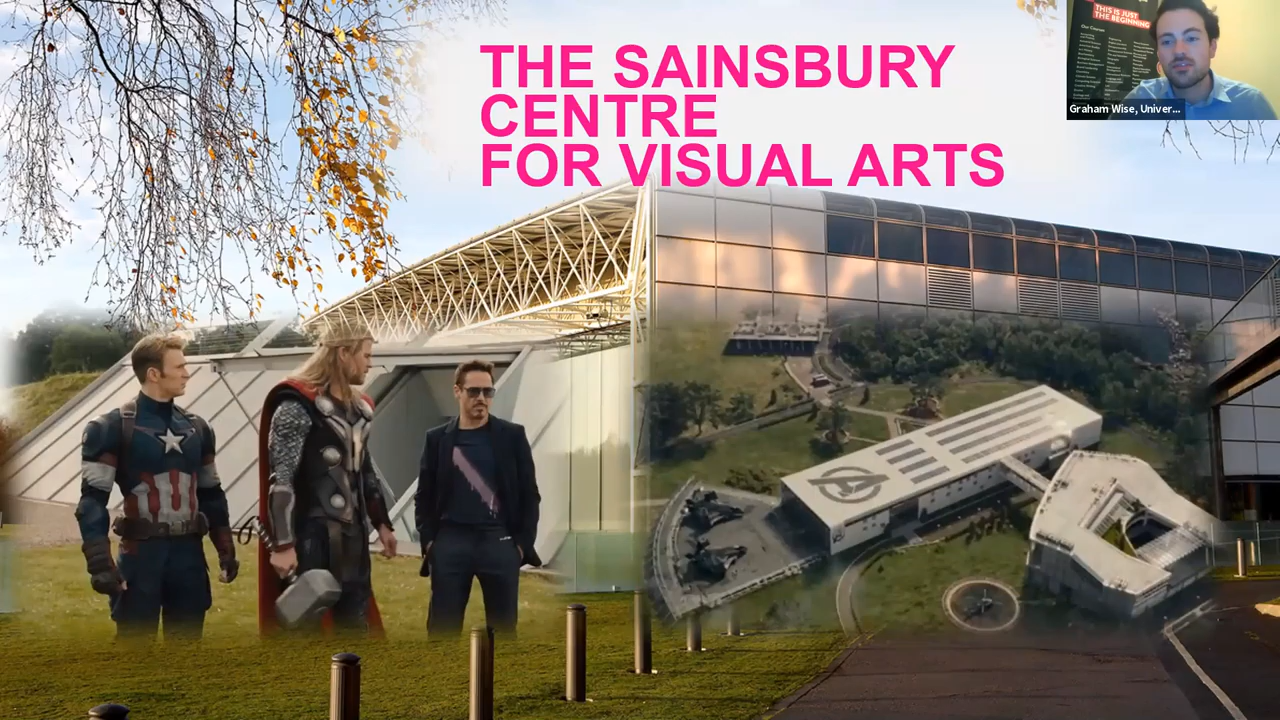 THE SAINSBURY
CENTRE
FOR VISUAL ARTS
THIS IS JUST
THE BEGINNING
Graham Wise, Univer...